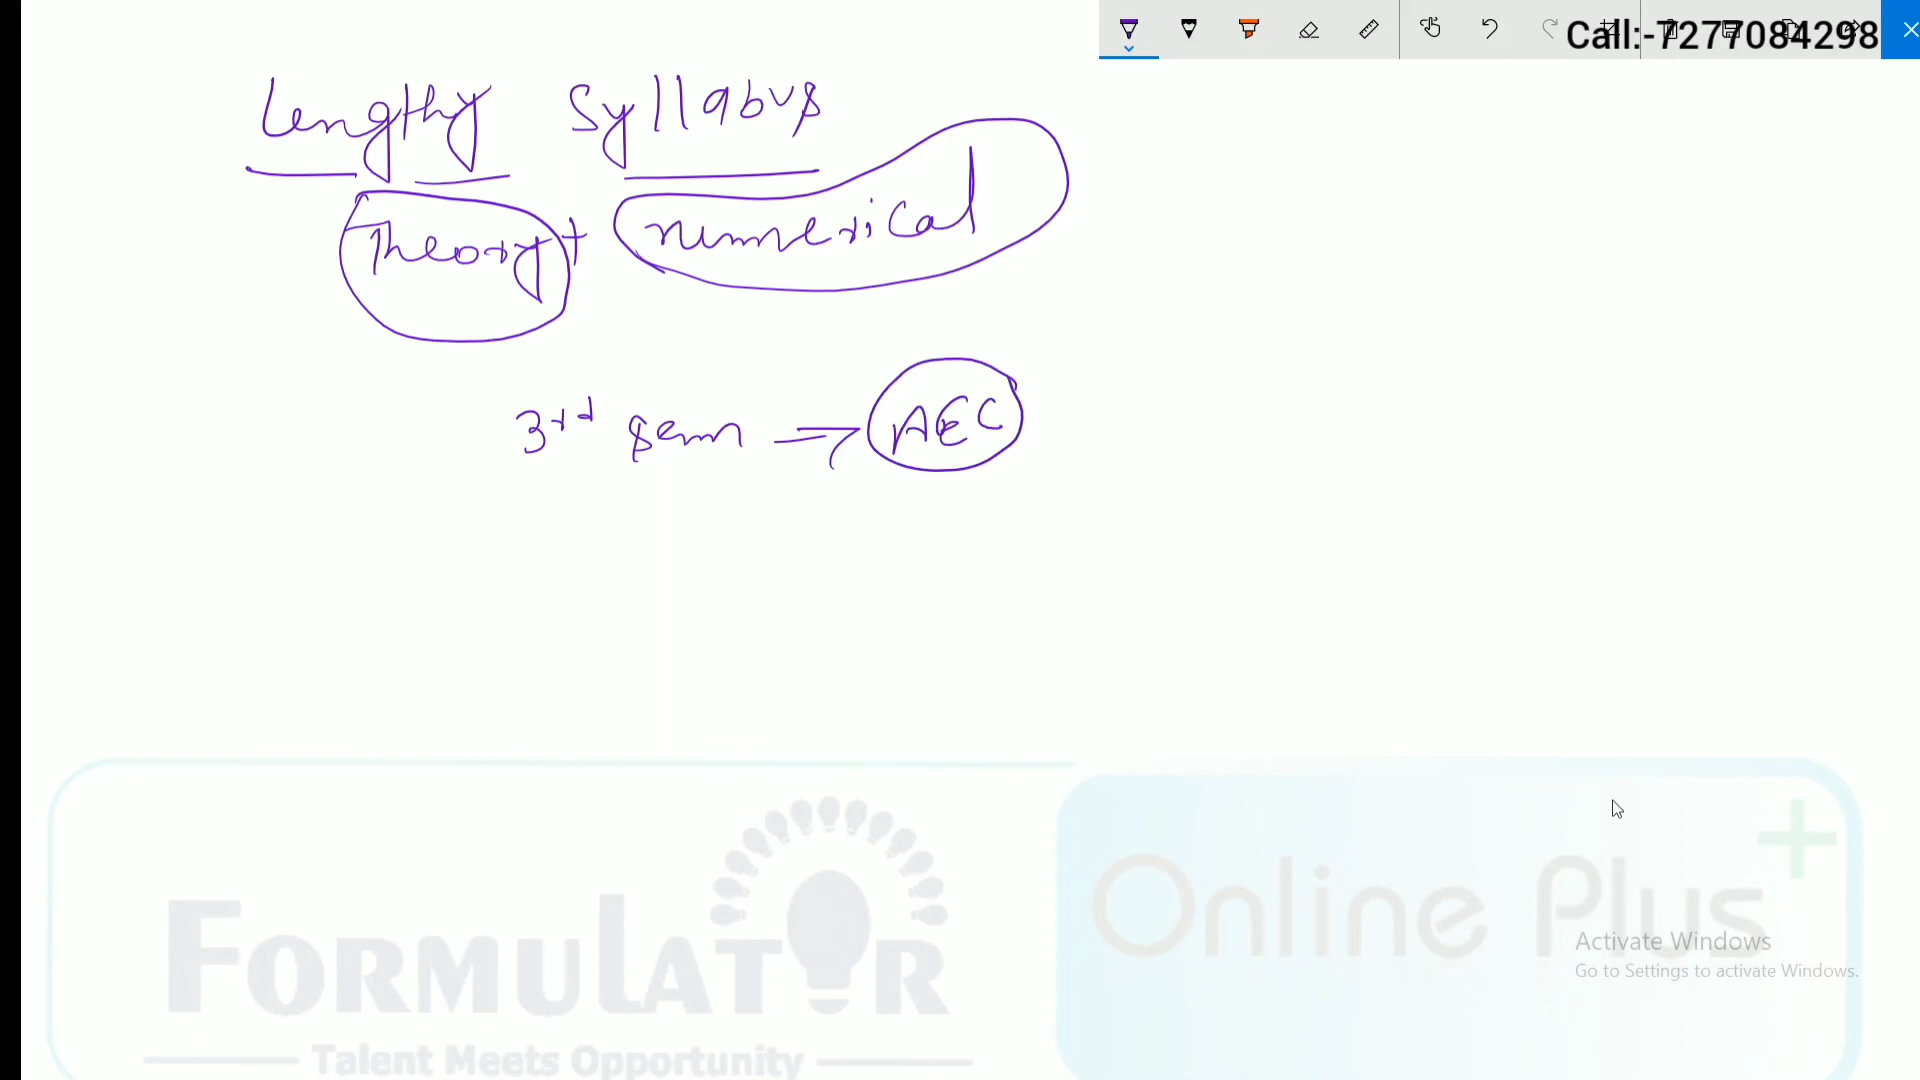 Call:-7277084298
Lengthy Syllabus
Theory + numerical
3rd sem → AEC
FORMULATOR
Talent Meets Opportunity
Online Plus+
Activate Windows
Go to Settings to activate Windows.